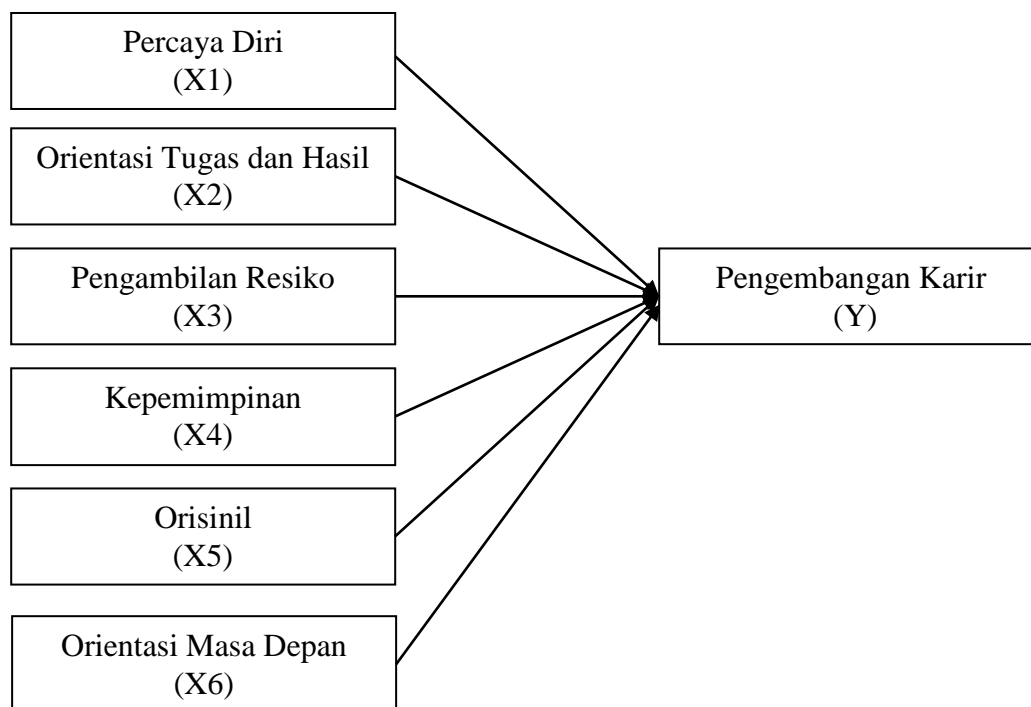 Percaya Diri
(X1)
Orientasi Tugas dan Hasil
(X2)
Pengambilan Resiko
(X3)
Kepemimpinan
(X4)
Orisinil
(X5)
Orientasi Masa Depan
(X6)
Pengembangan Karir
(Y)